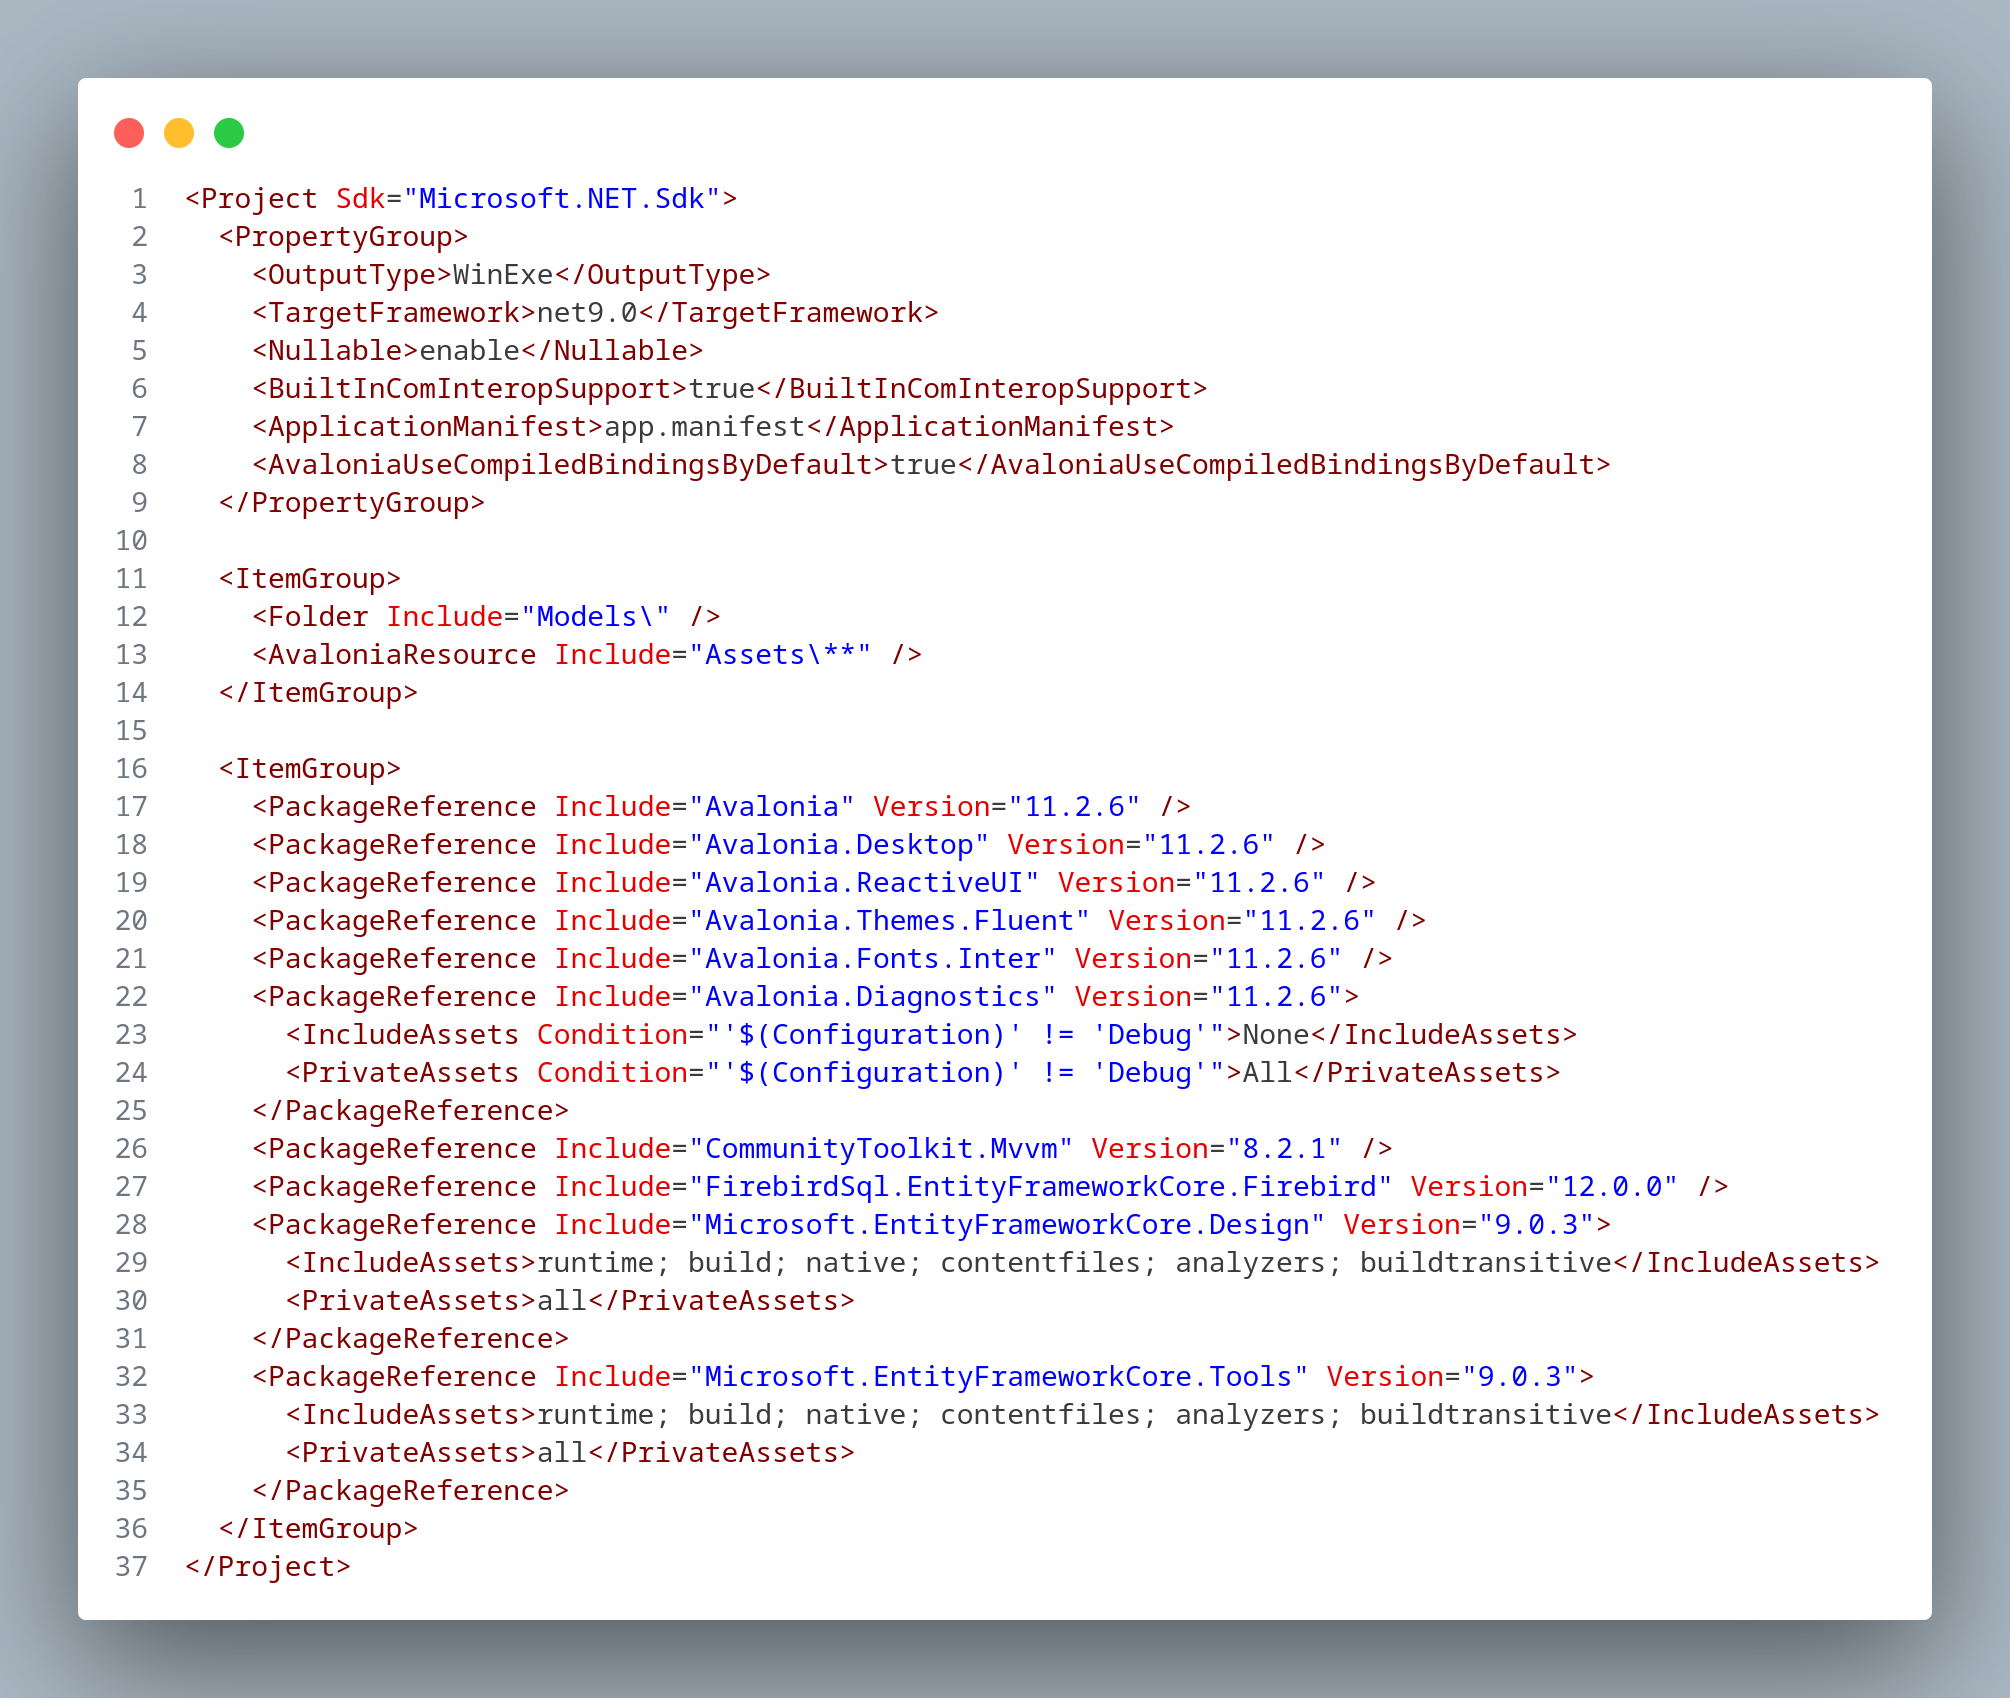 1 <Project Sdk="Microsoft.NET.Sdk">
2   <PropertyGroup>
3     <OutputType>WinExe</OutputType>
4     <TargetFramework>net9.0</TargetFramework>
5     <Nullable>enable</Nullable>
6     <BuiltInComInteropSupport>true</BuiltInComInteropSupport>
7     <ApplicationManifest>app.manifest</ApplicationManifest>
8     <AvaloniaUseCompiledBindingsByDefault>true</AvaloniaUseCompiledBindingsByDefault>
9   </PropertyGroup>
10
11   <ItemGroup>
12     <Folder Include="Models\" />
13     <AvaloniaResource Include="Assets\**" />
14   </ItemGroup>
15
16   <ItemGroup>
17     <PackageReference Include="Avalonia" Version="11.2.6" />
18     <PackageReference Include="Avalonia.Desktop" Version="11.2.6" />
19     <PackageReference Include="Avalonia.ReactiveUI" Version="11.2.6" />
20     <PackageReference Include="Avalonia.Themes.Fluent" Version="11.2.6" />
21     <PackageReference Include="Avalonia.Fonts.Inter" Version="11.2.6" />
22     <PackageReference Include="Avalonia.Diagnostics" Version="11.2.6">
23       <IncludeAssets Condition="'$(Configuration)' != 'Debug'">None</IncludeAssets>
24       <PrivateAssets Condition="'$(Configuration)' != 'Debug'">All</PrivateAssets>
25     </PackageReference>
26     <PackageReference Include="CommunityToolkit.Mvvm" Version="8.2.1" />
27     <PackageReference Include="FirebirdSql.EntityFrameworkCore.Firebird" Version="12.0.0" />
28     <PackageReference Include="Microsoft.EntityFrameworkCore.Design" Version="9.0.3">
29       <IncludeAssets>runtime; build; native; contentfiles; analyzers; buildtransitive</IncludeAssets>
30       <PrivateAssets>all</PrivateAssets>
31     </PackageReference>
32     <PackageReference Include="Microsoft.EntityFrameworkCore.Tools" Version="9.0.3">
33       <IncludeAssets>runtime; build; native; contentfiles; analyzers; buildtransitive</IncludeAssets>
34       <PrivateAssets>all</PrivateAssets>
35     </PackageReference>
36   </ItemGroup>
37 </Project>